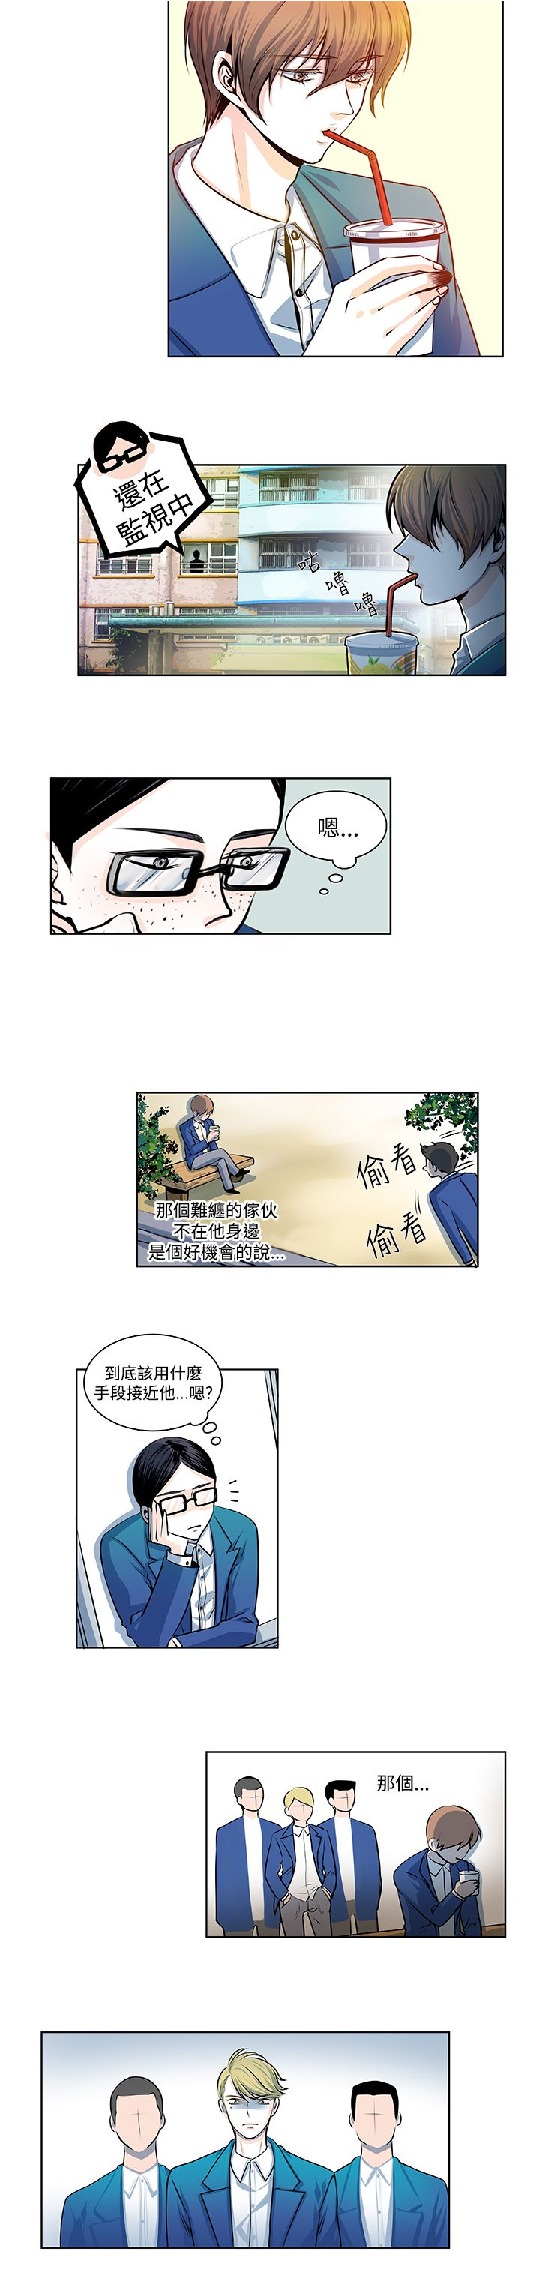 還在
監視中
咕
嚕
嚕
嗯...
偷看
偷看
那個難纏的傢伙
不在他身邊
是個好機會的說...
到底該用什麼
手段接近他...嗯?
那個...